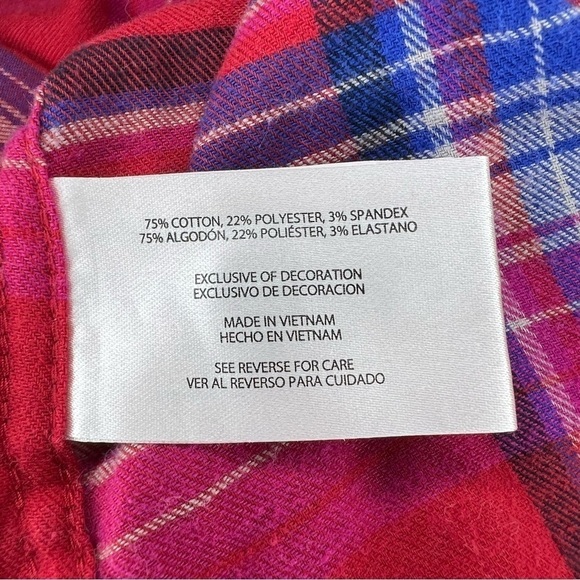 75% COTTON, 22% POLYESTER, 3% SPANDEX
75% ALGODÓN, 22% POLIÉSTER, 3% ELASTANO
EXCLUSIVE OF DECORATION
EXCLUSIVO DE DECORACION
MADE IN VIETNAM
HECHO EN VIETNAM
SEE REVERSE FOR CARE
VER AL REVERSO PARA CUIDADO